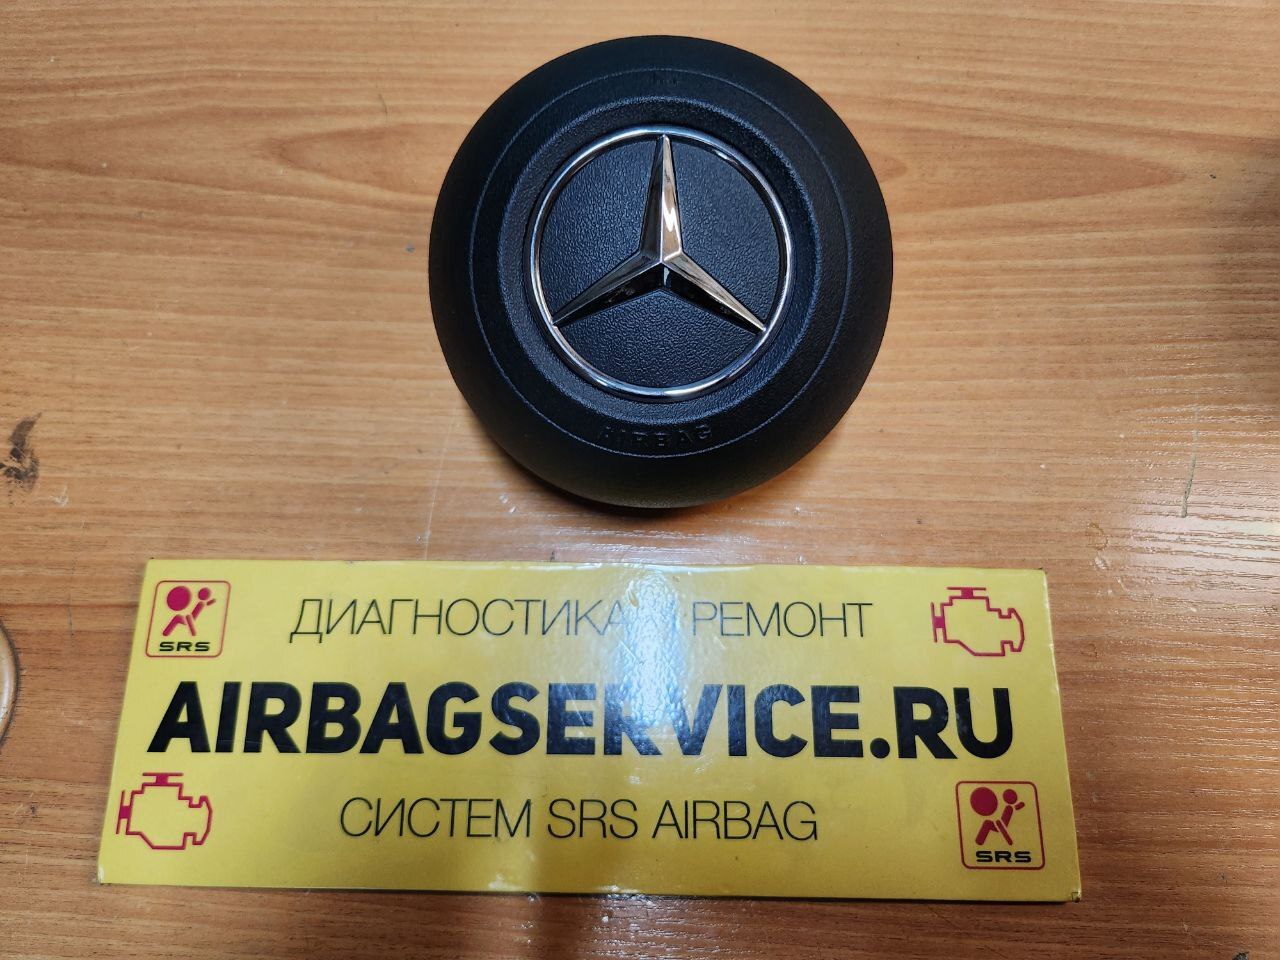 AIRBAG
ДИАГНОСТИКА И РЕМОНТ
SRS
AIRBAGSERVICE.RU
СИСТЕМ SRS AIRBAG
SRS